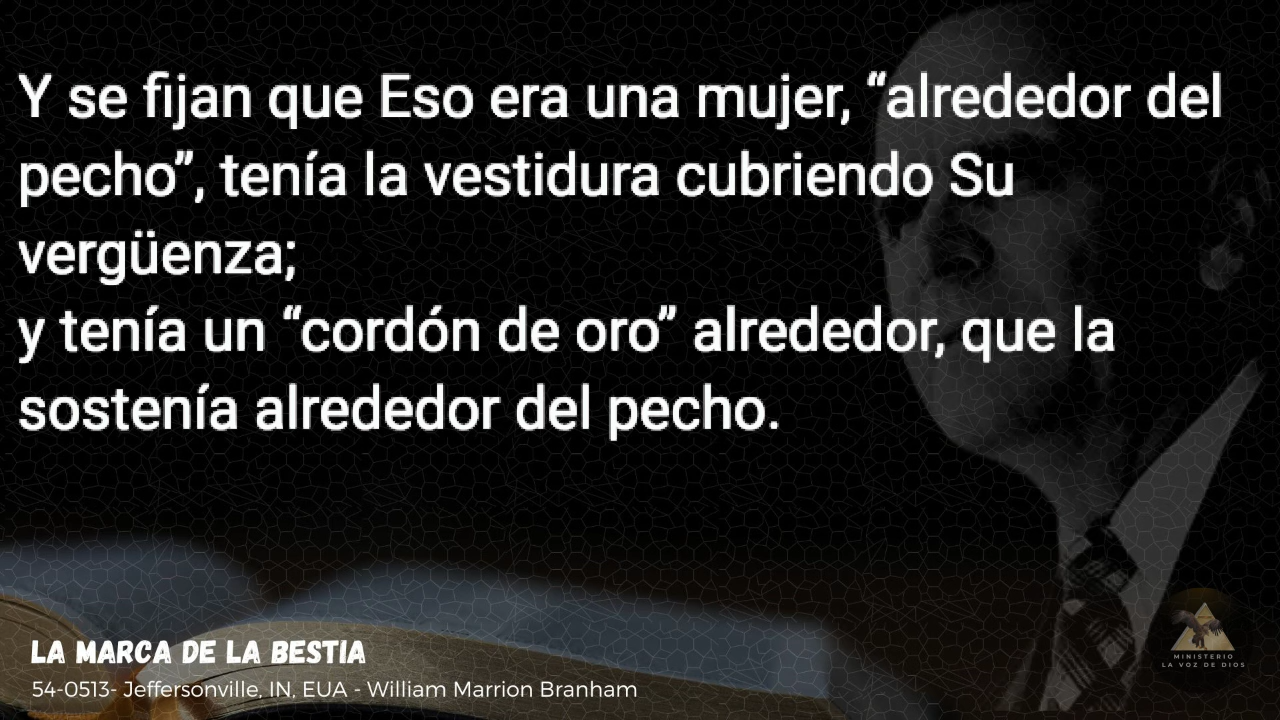 Y se fijan que Eso era una mujer, “alrededor del
pecho”, tenía la vestidura cubriendo Su
vergüenza;
y tenía un “cordón de oro” alrededor, que la
sostenía alrededor del pecho.
LA MARCA DE LA BESTIA
54-0513- Jeffersonville, IN, EUA - William Marrion Branham
MINISTERIO
LA VOZ DE DIOS